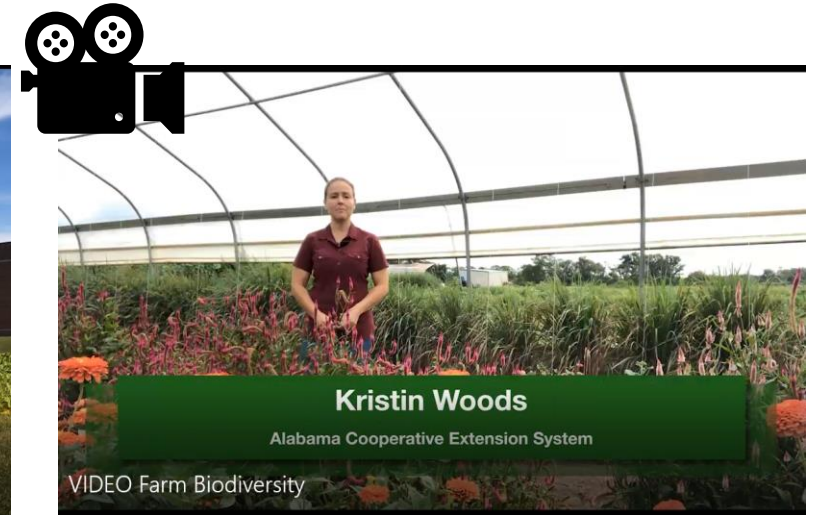 Kristin Woods
Alabama Cooperative Extension System
VIDEO Farm Biodiversity